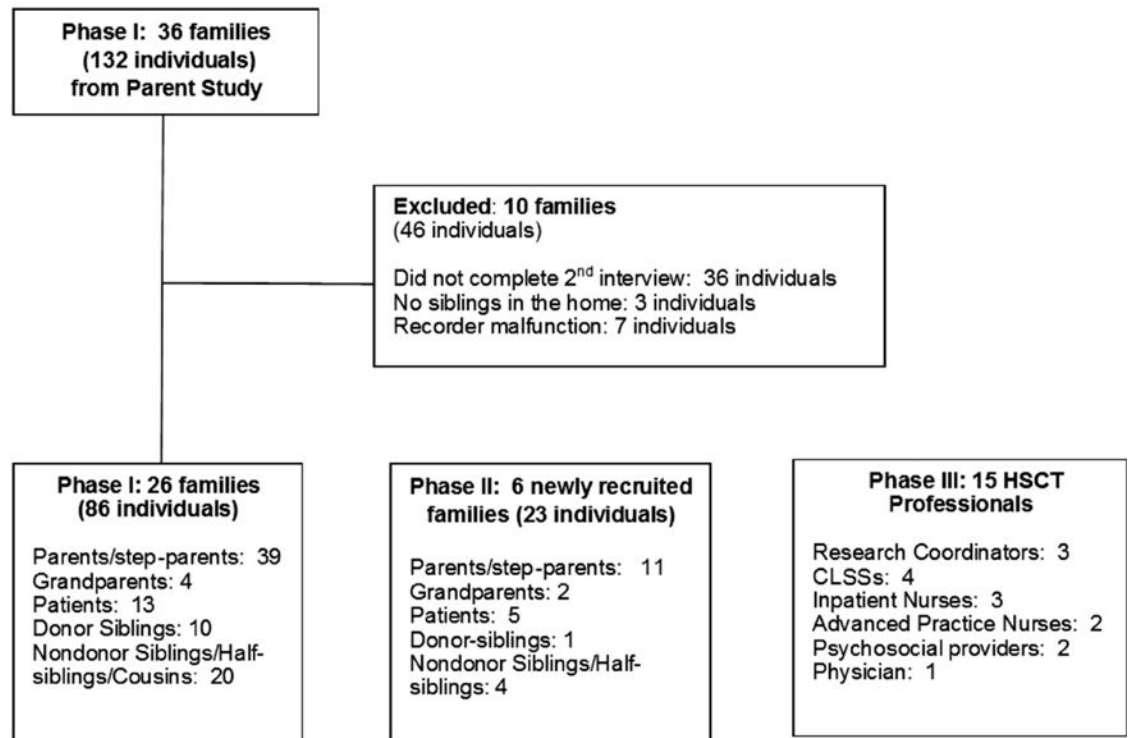 Phase I: 36 families
(132 individuals)
from Parent Study
Excluded: 10 families
(46 individuals)
Did not complete 2nd interview: 36 individuals
No siblings in the home: 3 individuals
Recorder malfunction: 7 individuals
Phase I: 26 families
(86 individuals)
Parents/step-parents: 39
Grandparents: 4
Patients: 13
Donor Siblings: 10
Nondonor Siblings/Half-
siblings/Cousins: 20
Phase II: 6 newly recruited
families (23 individuals)
Parents/step-parents: 11
Grandparents: 2
Patients: 5
Donor-siblings: 1
Nondonor Siblings/Half-
siblings: 4
Phase III: 15 HSCT
Professionals
Research Coordinators: 3
CLSSs: 4
Inpatient Nurses: 3
Advanced Practice Nurses: 2
Psychosocial providers: 2
Physician: 1